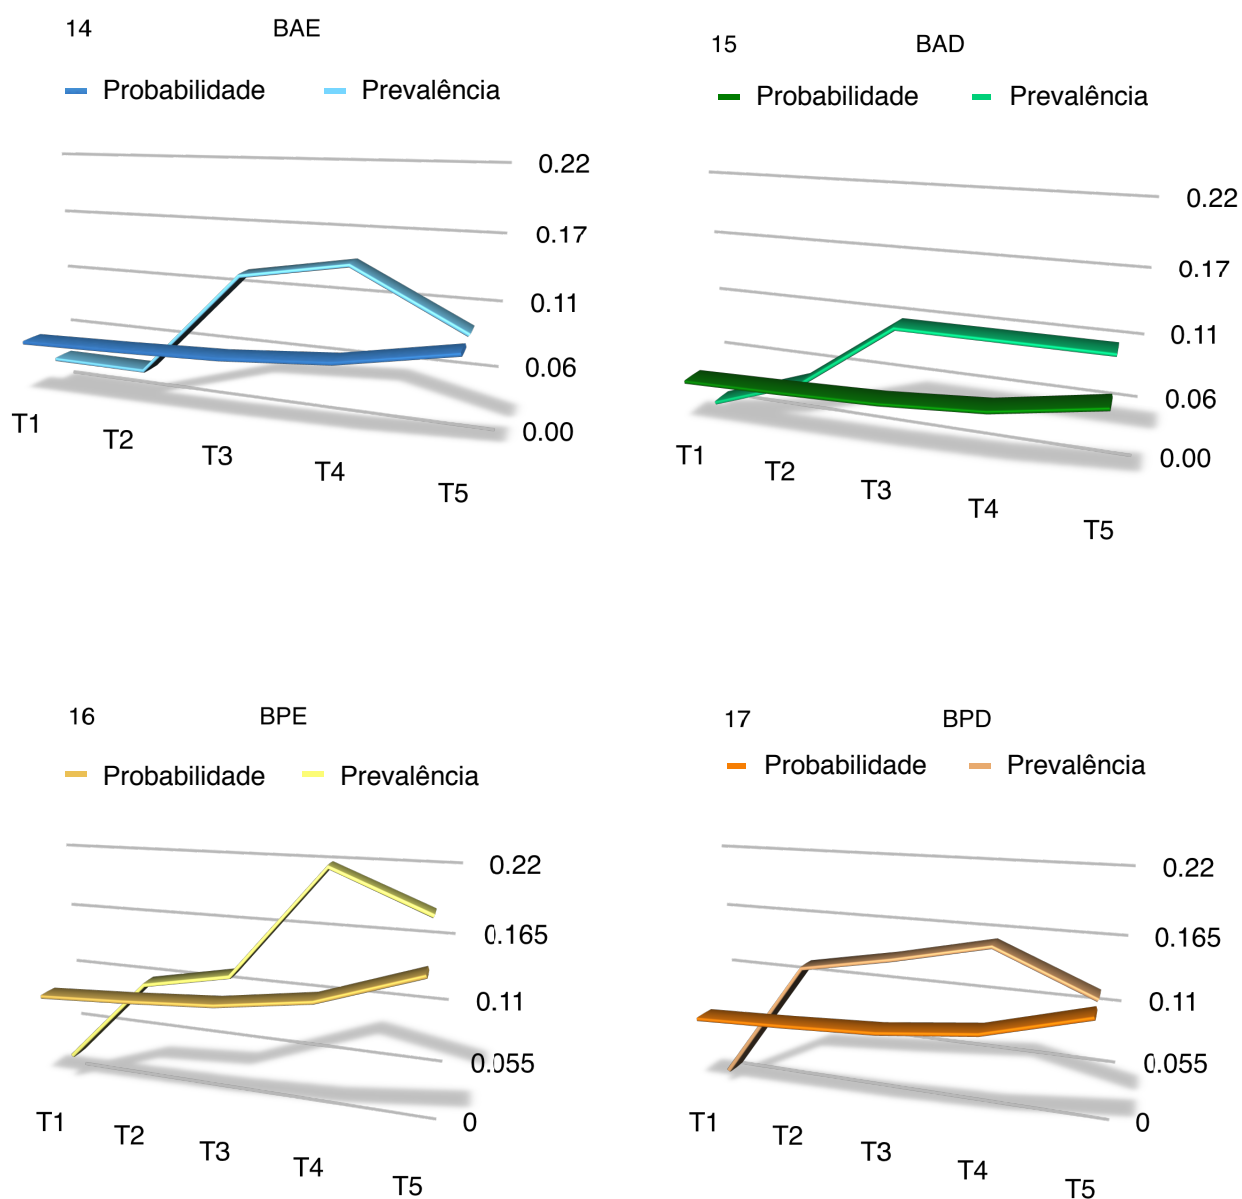 14 BAE
Probabilidade Prevalência
0.22
0.17
0.11
0.06
0.00
T1 T2 T3 T4 T5
15 BAD
Probabilidade Prevalência
0.22
0.17
0.11
0.06
0.00
T1 T2 T3 T4 T5
16 BPE
Probabilidade Prevalência
0.22
0.165
0.11
0.055
0
T1 T2 T3 T4 T5
17 BPD
Probabilidade Prevalência
0.22
0.165
0.11
0.055
0
T1 T2 T3 T4 T5